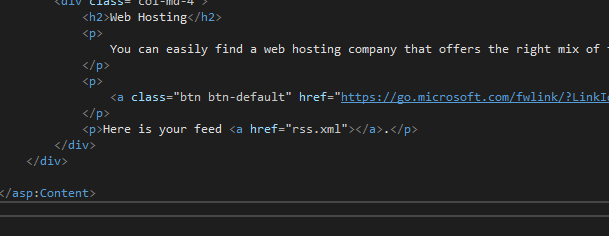 <div class="col-md-4">
<h2>Web Hosting</h2>
<p>
You can easily find a web hosting company that offers the right mix of
</p>
<p>
<a class="btn btn-default" href="https://go.microsoft.com/fwlink/?LinkI
</p>
<p>Here is your feed <a href="rss.xml"></a>.</p>
</div>
</div>
</asp:Content>